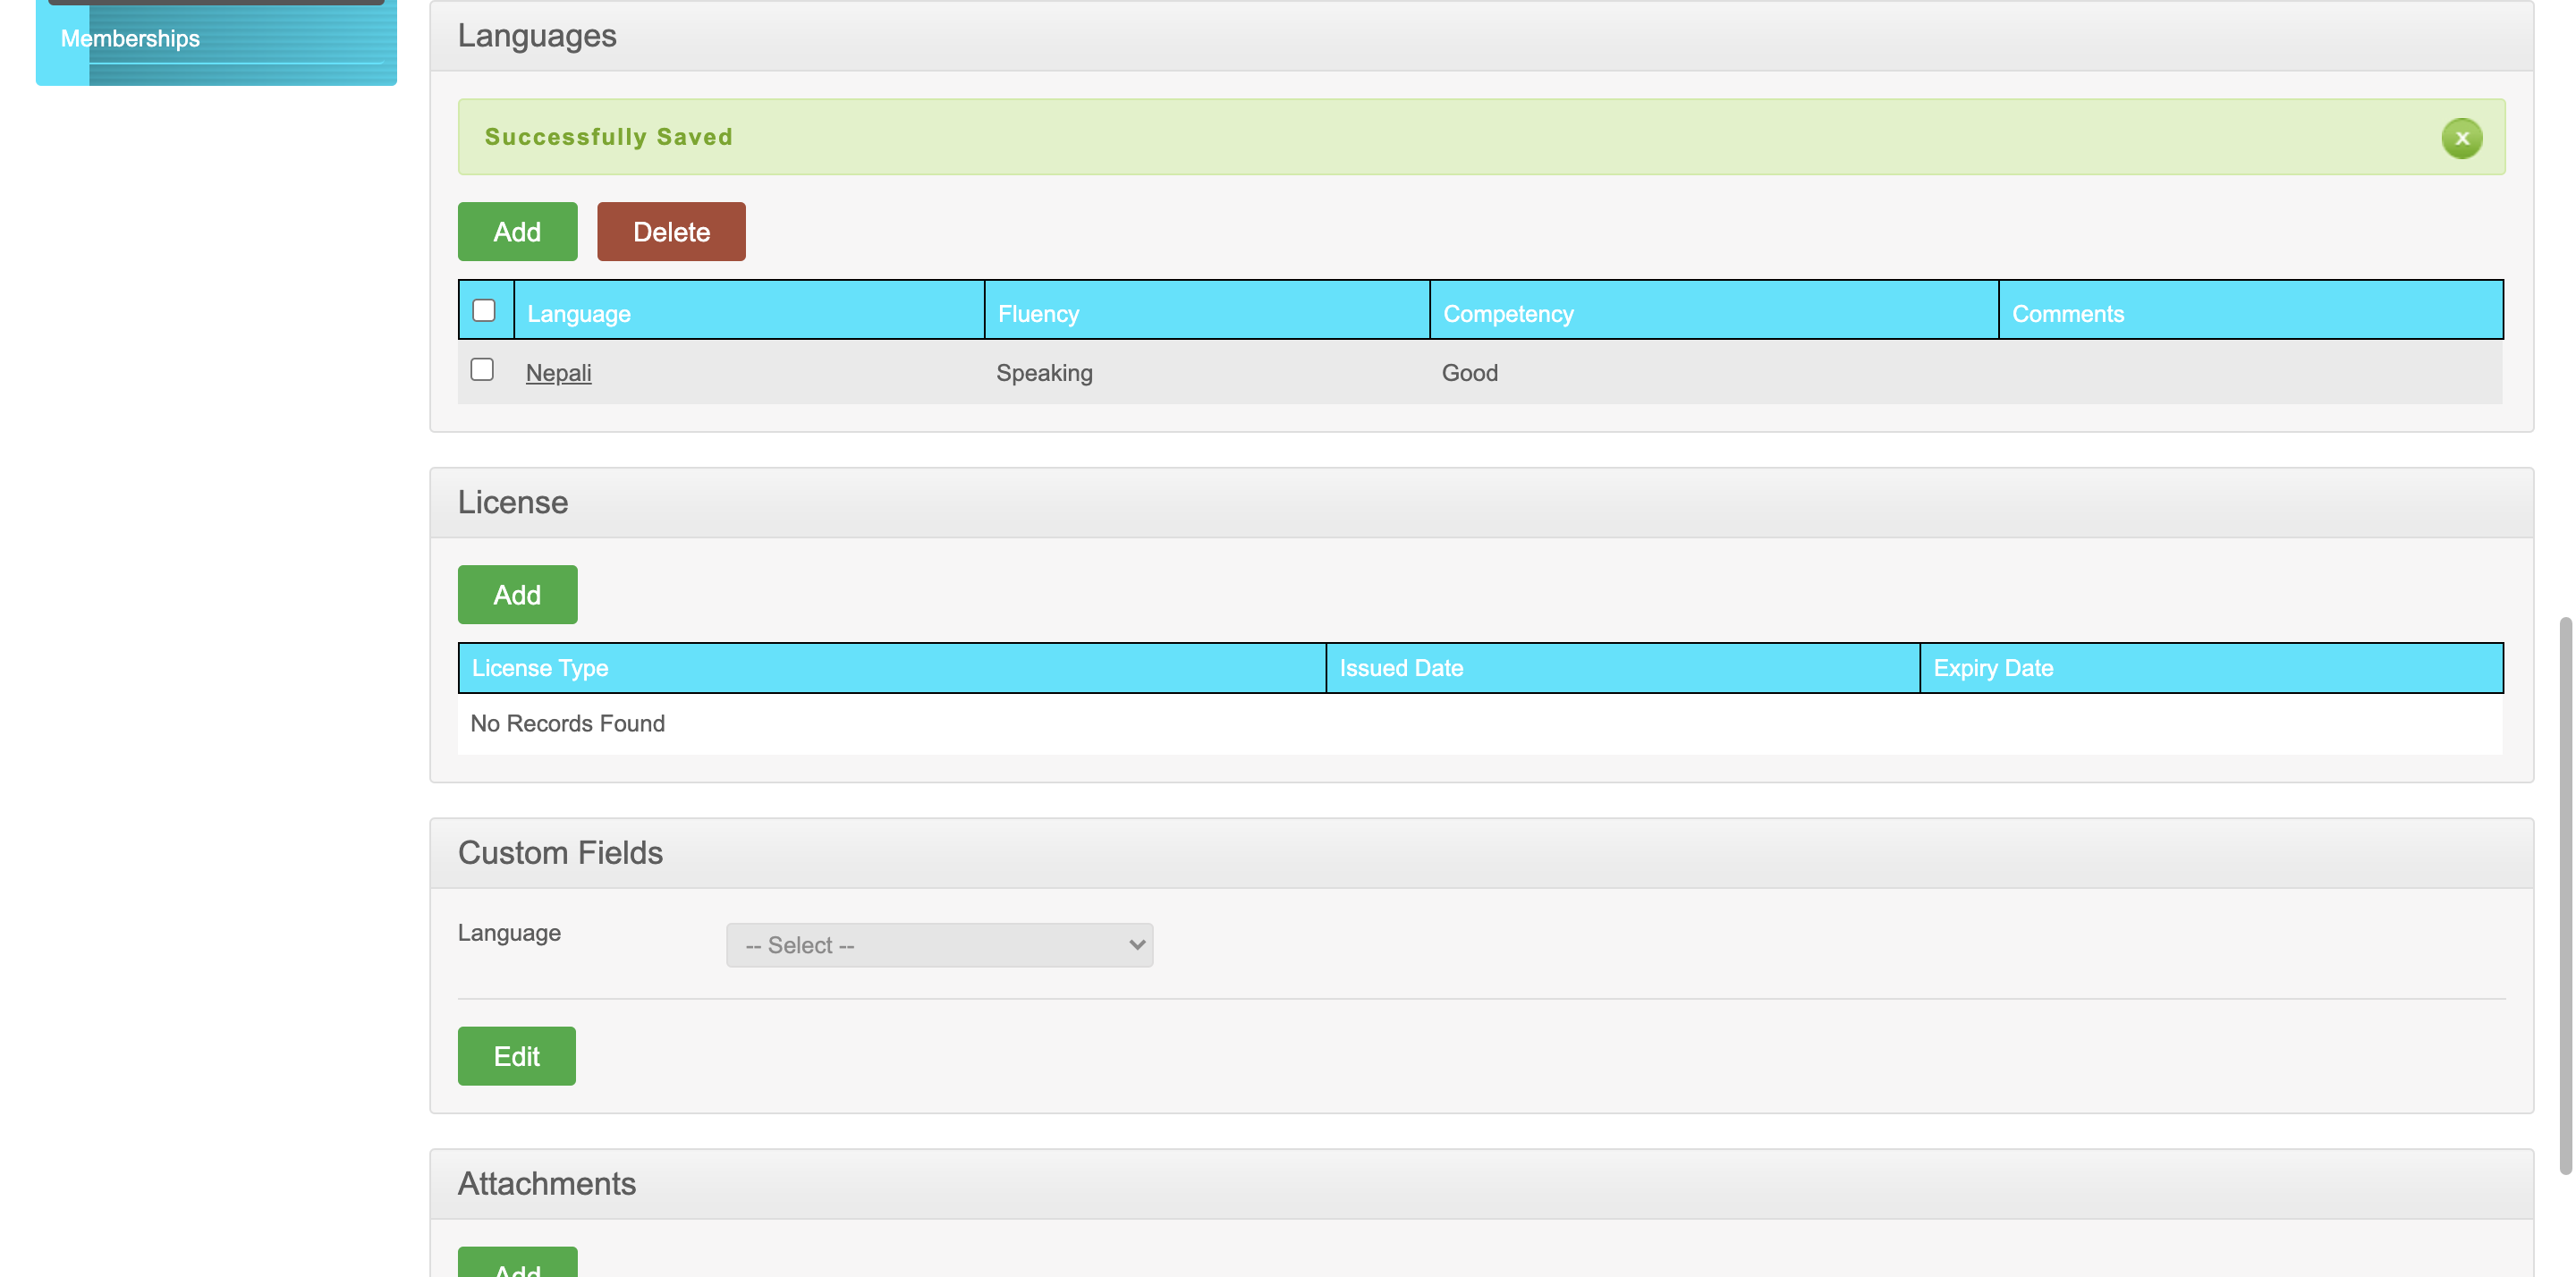 Memberships
Languages
Successfully Saved
x
Add Delete
Language Fluency Competency Comments
Nepali Speaking Good
License
Add
License Type Issued Date Expiry Date
No Records Found
Custom Fields
Language -- Select --
Edit
Attachments
Add